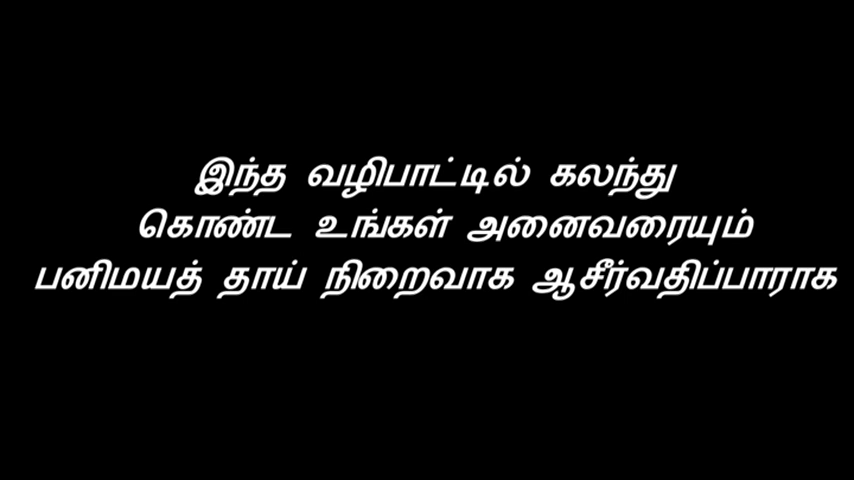 இந்த வழிபாட்டில் கலந்து
கொண்ட உங்கள் அனைவரையும்
பனிமயத் தாய் நிறைவாக ஆசீர்வதிப்பாராக